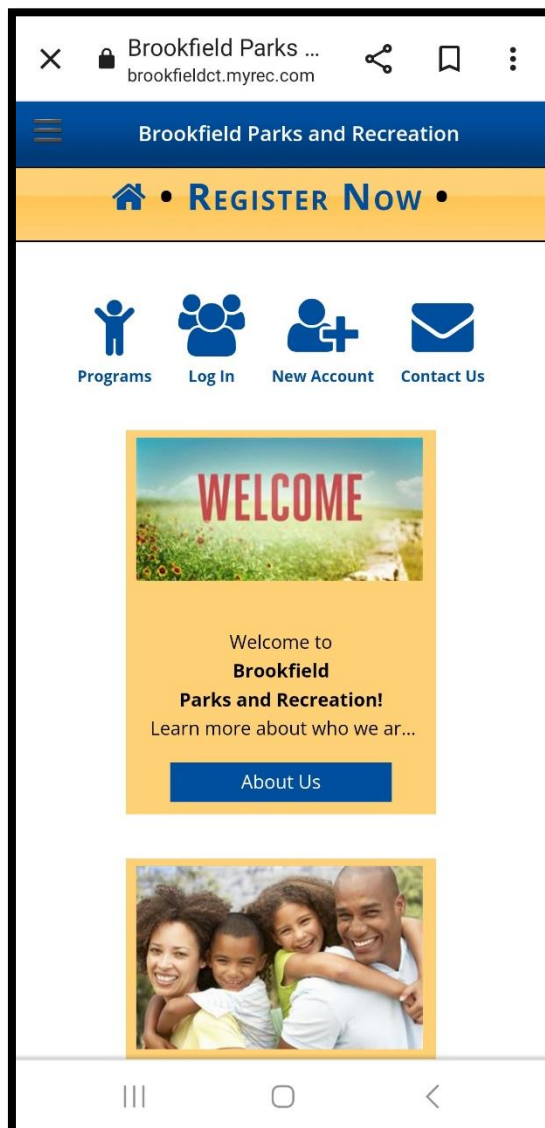 Brookfield Parks ...
brookfieldct.myrec.com
Brookfield Parks and Recreation
• Register Now •
Programs
Log In
New Account
Contact Us
WELCOME
Welcome to
Brookfield
Parks and Recreation!
Learn more about who we ar...
About Us